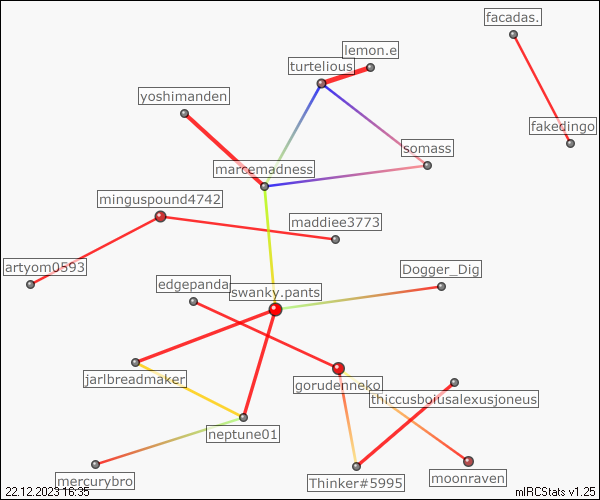 facadas.
lemon.e
turtelious
yoshimanden
fakedingo
somass
marcemadness
minguspound4742
maddiee3773
artyom0593
Dogger_Dig
edgepanda
swanky.pants
jarlbreadmaker
gorudenneko
thiccusboiusalexusjoneus
neptune01
moonraven
mercurybro
Thinker#5995
22.12.2023 16:35
mIRCStats v1.25